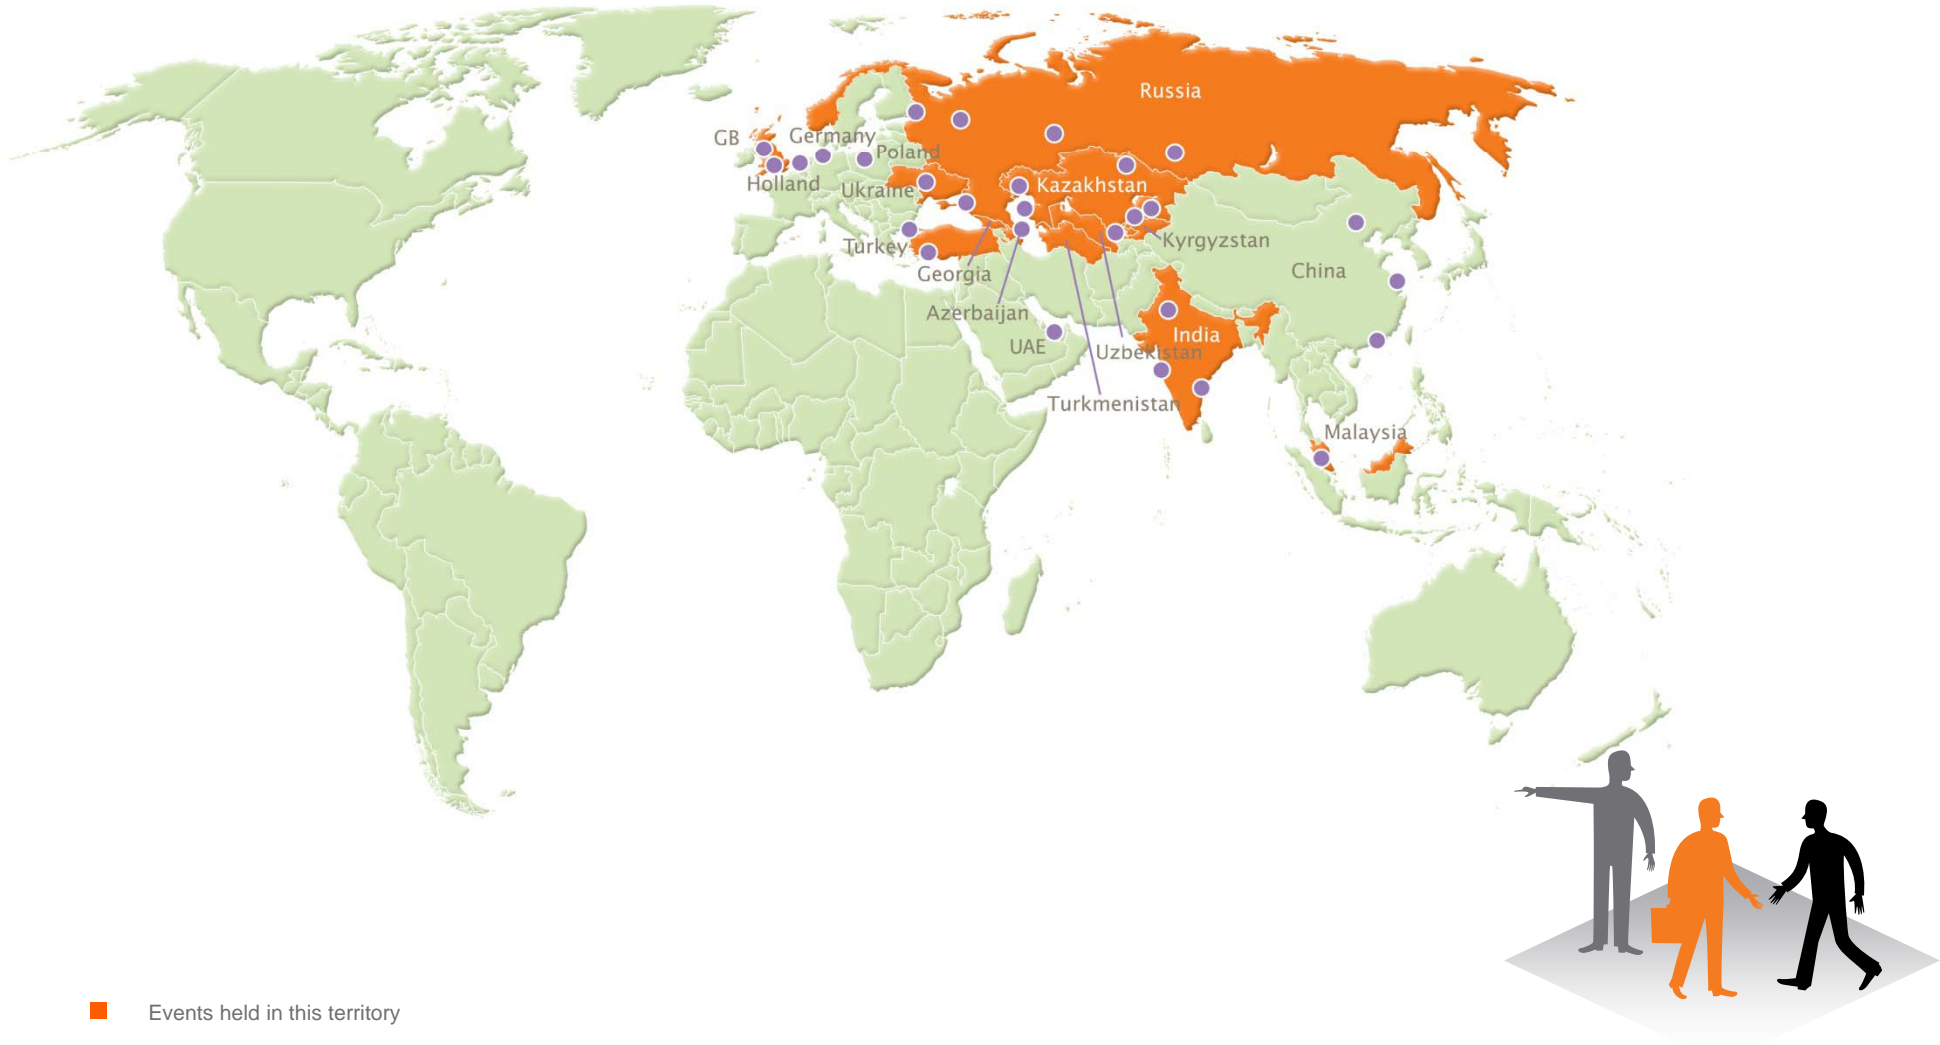 Russia
GB
Germany
Poland
Holland
Ukraine
Kazakhstan
Turkey
Kyrgyzstan
Georgia
China
Azerbaijan
India
UAE
Uzbekistan
Turkmenistan
Malaysia
Events held in this territory